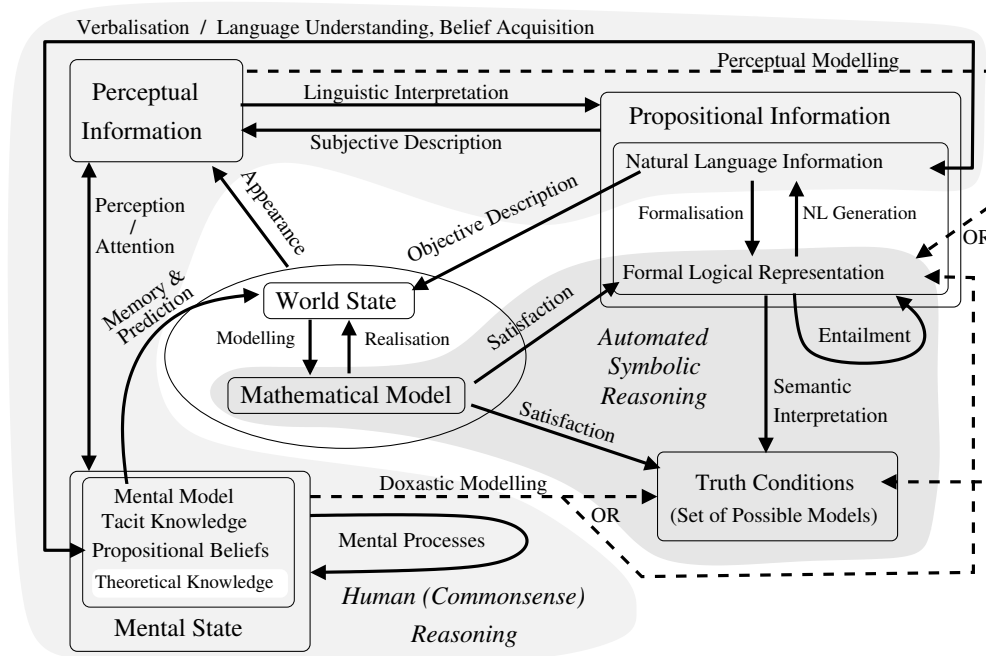 Verbalisation / Language Understanding, Belief Acquisition
Perceptual Modelling
Perceptual
Information
Linguistic Interpretation
Subjective Description
Propositional Information
Natural Language Information
Formalisation
NL Generation
Formal Logical Representation
OR
Perception
/
Attention
Appearance
Objective Description
Memory &
Prediction
World State
Modelling
Realisation
Mathematical Model
Satisfaction
Satisfaction
Automated
Symbolic
Reasoning
Entailment
Semantic
Interpretation
Truth Conditions
(Set of Possible Models)
Doxastic Modelling
OR
Mental Model
Tacit Knowledge
Propositional Beliefs
Theoretical Knowledge
Mental State
Mental Processes
Human (Commonsense)
Reasoning